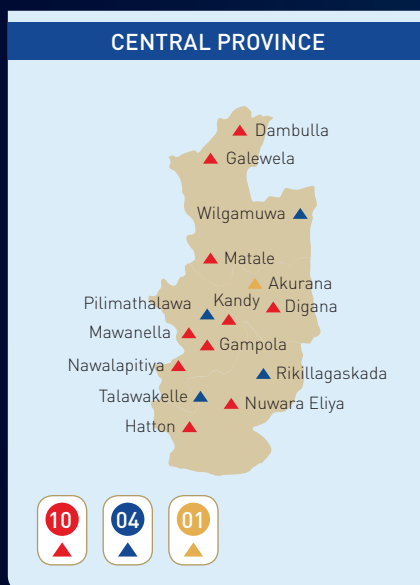 CENTRAL PROVINCE
Dambulla
Galewela
Wilgamuwa
Matale
Akurana
Pilimathalawa
Kandy
Digana
Mawanella
Gampola
Nawalapitiya
Rikillagaskada
Talawakelle
Nuwara Eliya
Hatton
10
04
01